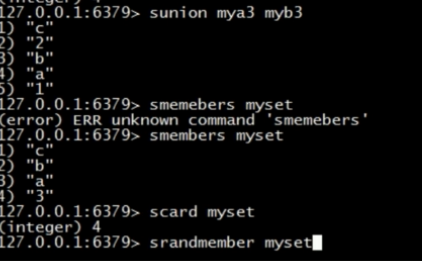 (integer)
127.0.0.1:6379> sunion mya3 myb3
1) "c"
2) "2"
3) "b"
4) "a"
5) "1"
127.0.0.1:6379> smemebers myset
(error) ERR unknown command 'smemebers'
127.0.0.1:6379> smembers myset
1) "c"
2) "b"
3) "a"
4) "3"
127.0.0.1:6379> scard myset
(integer) 4
127.0.0.1:6379> srandmember myset